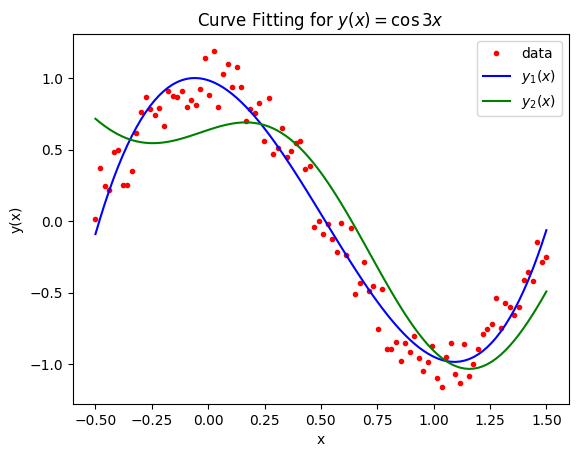 Curve Fitting for y(x) = cos 3x
data
y₁(x)
y₂(x)
y(x)
1.0
0.5
0.0
−0.5
−1.0
−0.50 −0.25 0.00 0.25 0.50 0.75 1.00 1.25 1.50
x